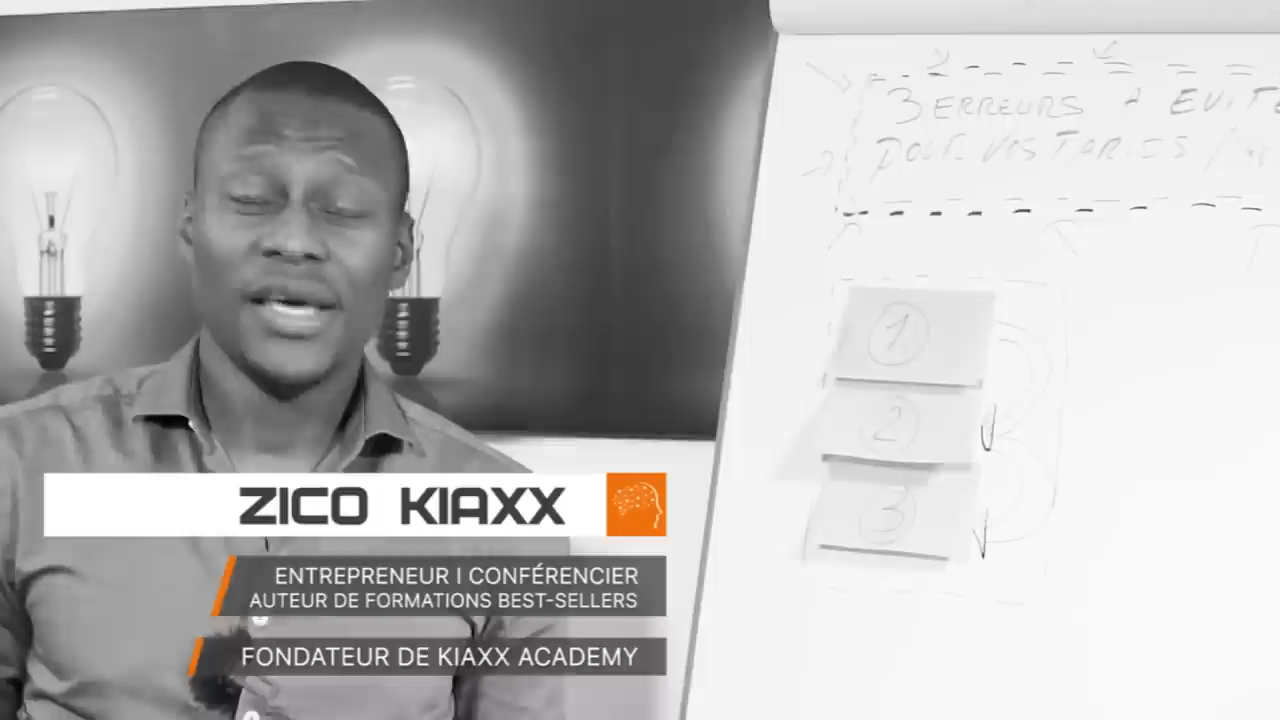 ZICO KIAXX
ENTREPRENEUR I CONFÉRENCIER
AUTEUR DE FORMATIONS BEST-SELLERS
FONDATEUR DE KIAXX ACADEMY
3 ERREURS A EVITE
VOS TARIFS
1
2
3